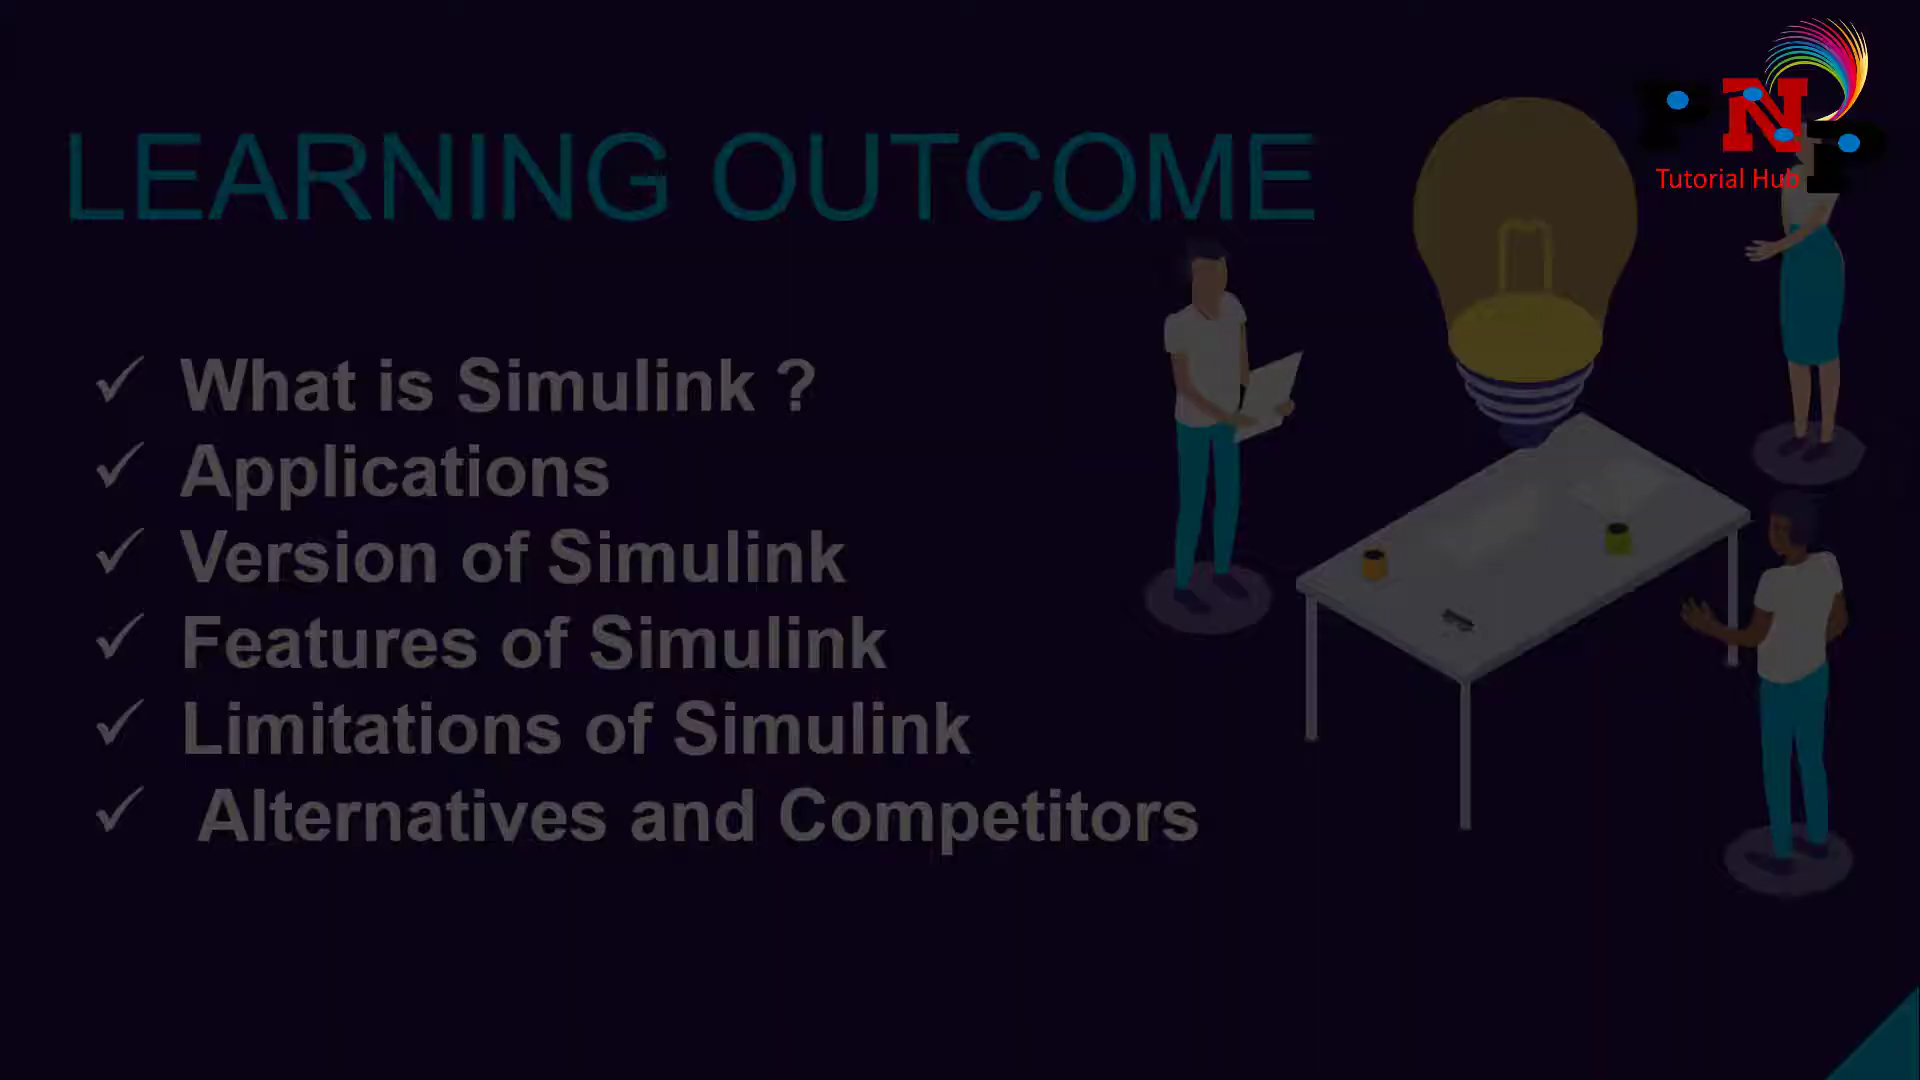 PNP
Tutorial Hub
LEARNING OUTCOME
✓ What is Simulink ?
✓ Applications
✓ Version of Simulink
✓ Features of Simulink
✓ Limitations of Simulink
✓ Alternatives and Competitors